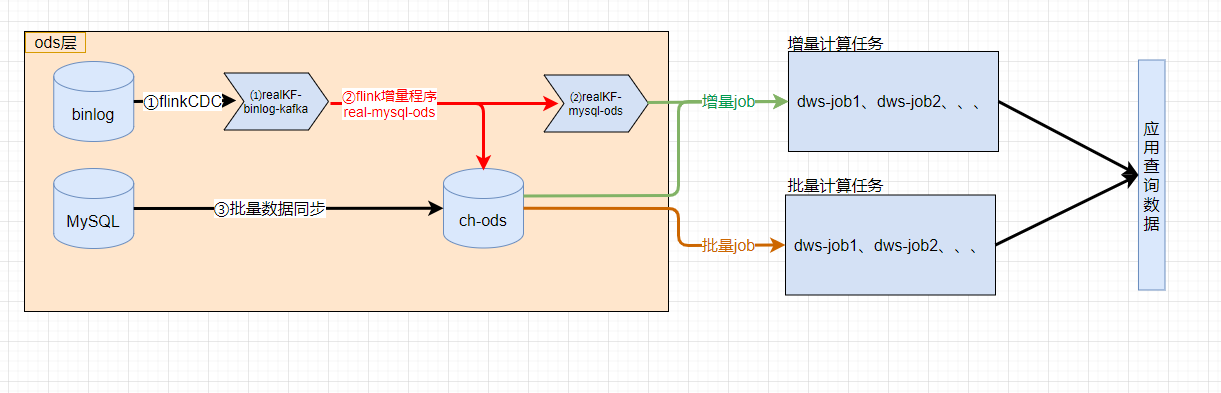 ods层
binlog
①flinkCDC
⑴realKF-
binlog-kafka
②flink增量程序
real-mysql-ods
⑵realKF-
mysql-ods
MySQL
③批量数据同步
ch-ods
增量job
批量job
增量计算任务
dws-job1、dws-job2、、、
批量计算任务
dws-job1、dws-job2、、、
应用查询数据